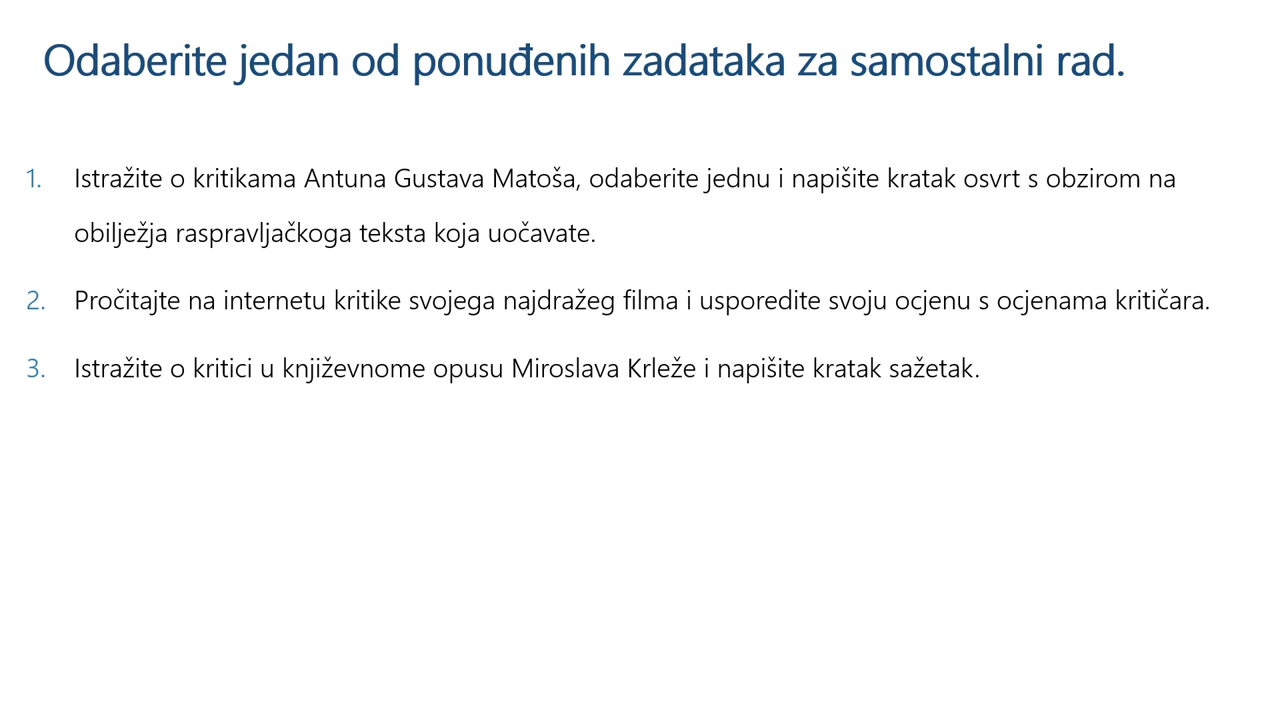 Odaberite jedan od ponuđenih zadataka za samostalni rad.
1. Istražite o kritikama Antuna Gustava Matoša, odaberite jednu i napišite kratak osvrt s obzirom na
obilježja raspravljačkoga teksta koja uočavate.
2. Pročitajte na internetu kritike svojega najdražeg filma i usporedite svoju ocjenu s ocjenama kritičara.
3. Istražite o kritici u književnome opusu Miroslava Krleže i napišite kratak sažetak.